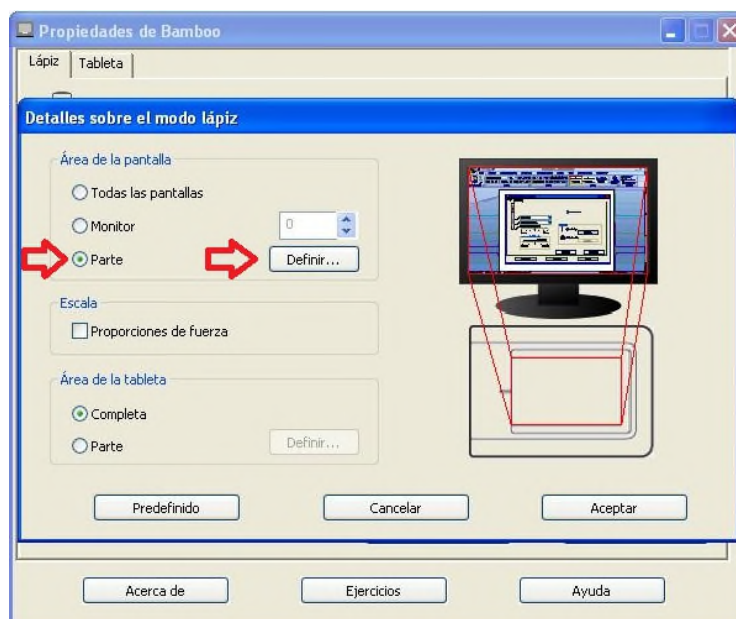 Propiedades de Bamboo
Lápiz Tableta
Detalles sobre el modo lápiz
Área de la pantalla
Todas las pantallas
Monitor 0
Parte Definir...
Escala
Proporciones de fuerza
Área de la tableta
Completa
Parte Definir...
Predefinido Cancelar Aceptar
Acerca de Ejercicios Ayuda